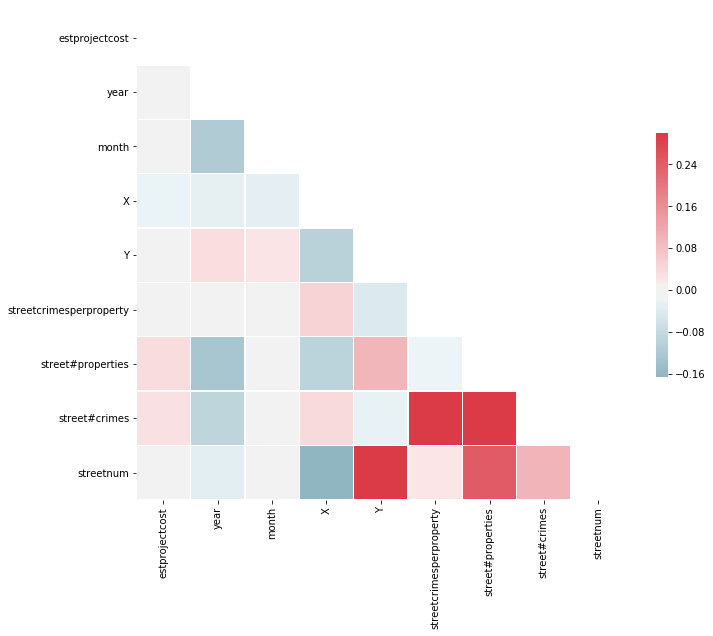 estprojectcost
year
month
X
Y
streetcrimesperproperty
street#properties
street#crimes
streetnum
estprojectcost
year
month
X
Y
streetcrimesperproperty
street#properties
street#crimes
streetnum
0.24
0.16
0.08
0.00
−0.08
−0.16